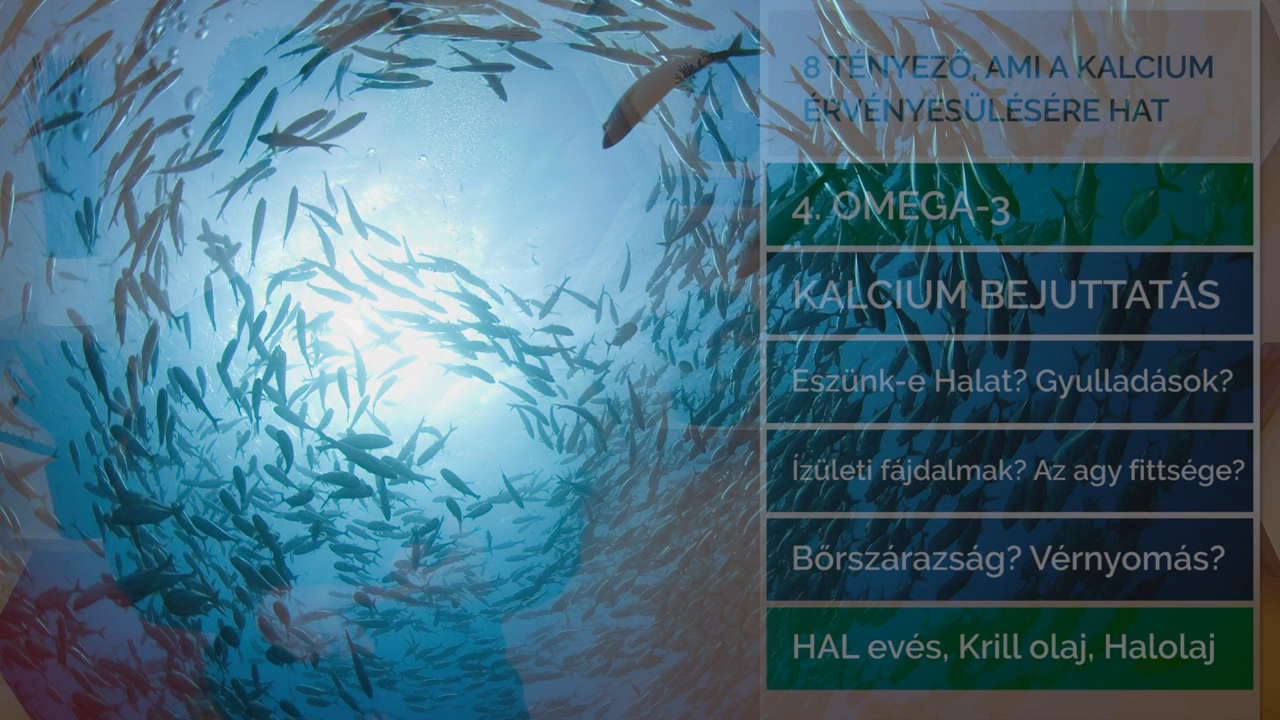 8 TÉNYEZŐ, AMI A KALCIUM
ÉRVÉNYESÜLÉSÉRE HAT
4. OMEGA-3
KALCIUM BEJUTTATÁS
Eszünk-e Halat? Gyulladások?
Ízületi fájdalmak? Az agy fittsége?
Bőrszárazság? Vérnyomás?
HAL evés, Krill olaj, Halolaj